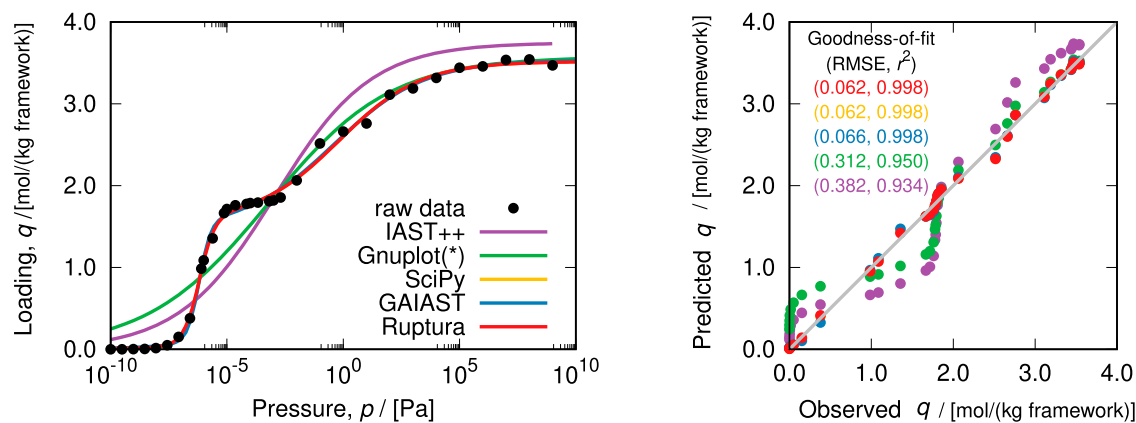 Loading, q / [mol/(kg framework)]
4.0
3.0
2.0
1.0
0.0
10^-10
10^-5
10^0
10^5
10^10
Pressure, p / [Pa]
raw data
IAST++
Gnuplot(*)
SciPy
GAIAST
Ruptura
Predicted q / [mol/(kg framework)]
4.0
3.0
2.0
1.0
0.0
0.0
1.0
2.0
3.0
4.0
Observed q / [mol/(kg framework)]
Goodness-of-fit
(RMSE, r²)
(0.062, 0.998)
(0.062, 0.998)
(0.066, 0.998)
(0.312, 0.950)
(0.382, 0.934)